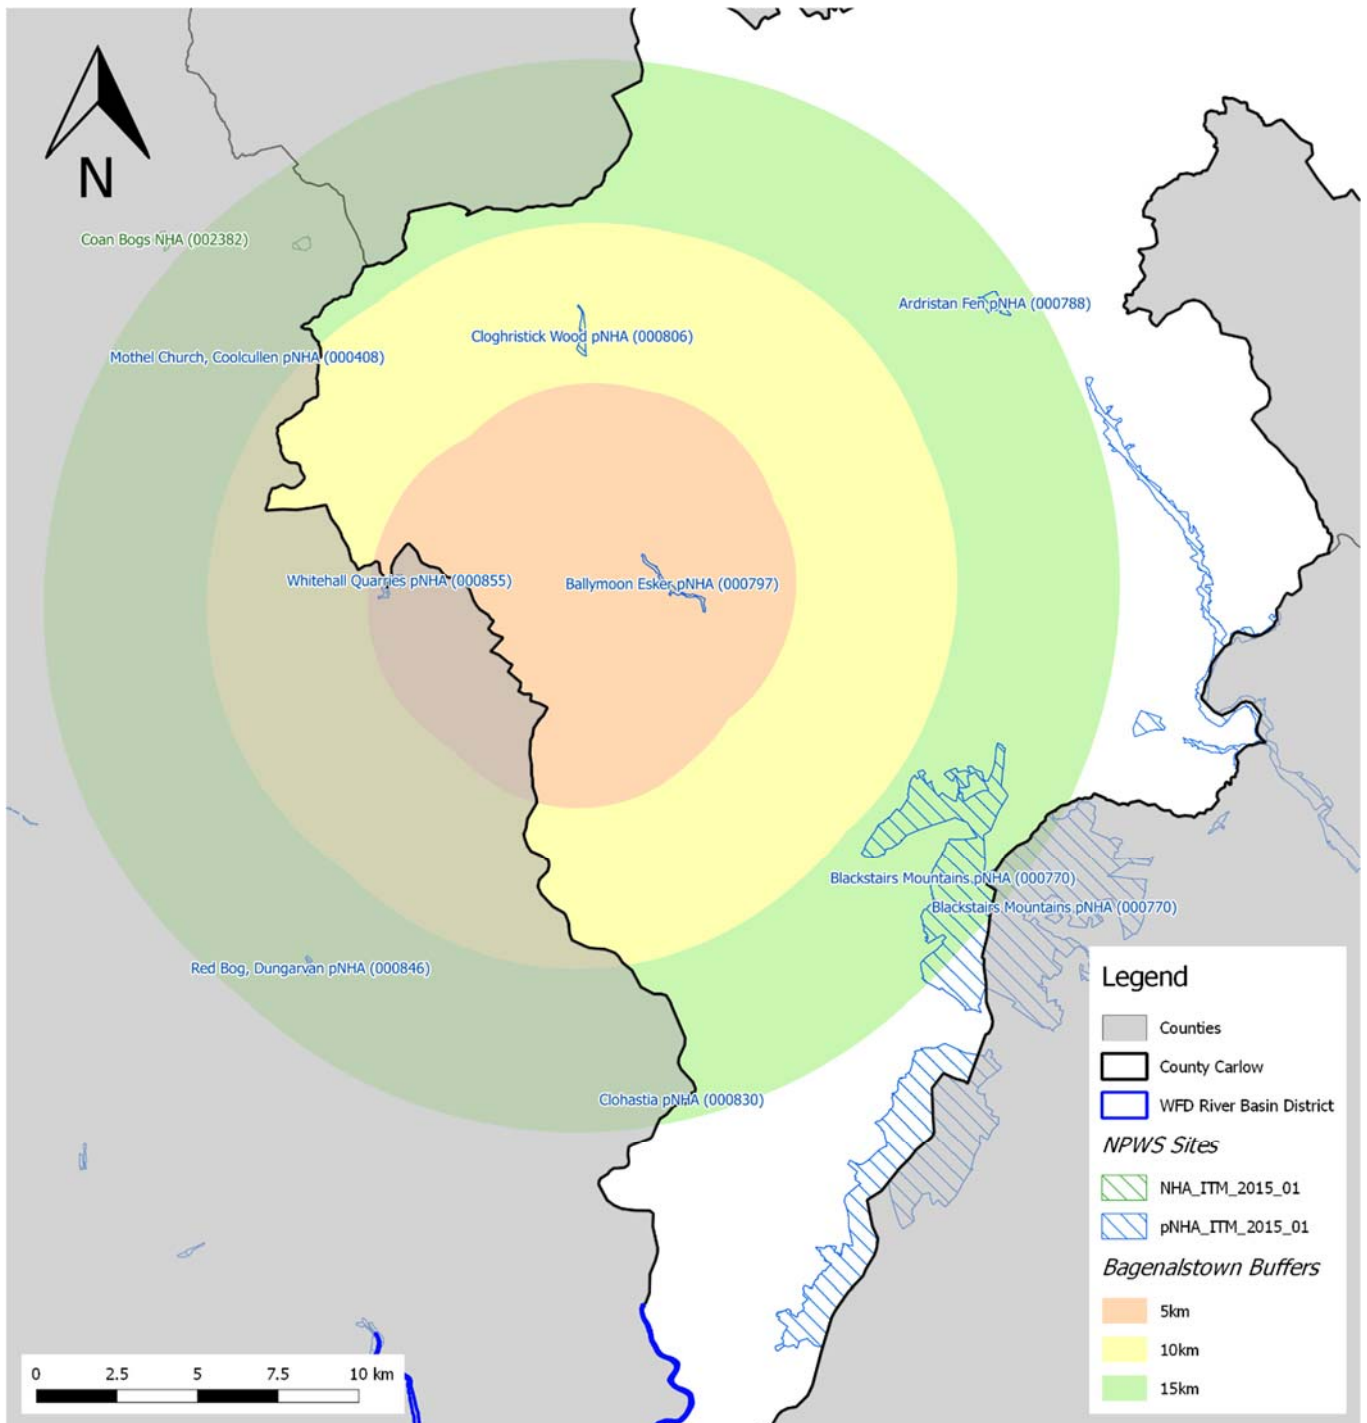 N
Coan Bogs NHA (002382)
Ardristan Fen pNHA (000788)
Cloghristick Wood pNHA (000806)
Mothel Church, Coolcullen pNHA (000408)
Whitehall Quarries pNHA (000855)
Ballymoon Esker pNHA (000797)
Blackstairs Mountains pNHA (000770)
Blackstairs Mountains pNHA (000770)
Red Bog, Dungarvan pNHA (000846)
Clohastia pNHA (000830)
Legend
Counties
County Carlow
WFD River Basin District
NPWS Sites
NHA_ITM_2015_01
pNHA_ITM_2015_01
Bagenalstown Buffers
5km
10km
15km
0 2.5 5 7.5 10 km